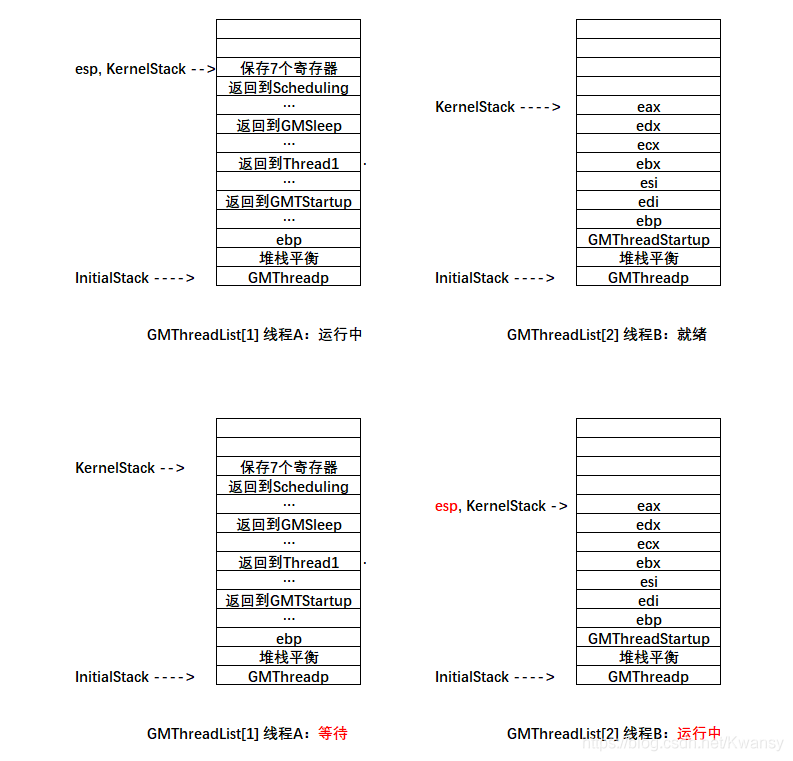 esp, KernelStack -->
保存7个寄存器
返回到Scheduling
...
返回到GMSleep
...
返回到Thread1
...
返回到GMTStartup
...
ebp
堆栈平衡
InitialStack ---->
GMThreadp
GMThreadList[1] 线程A：运行中
KernelStack ---->
eax
edx
ecx
ebx
esi
edi
ebp
GMThreadStartup
堆栈平衡
InitialStack ---->
GMThreadp
GMThreadList[2] 线程B：就绪
KernelStack -->
保存7个寄存器
返回到Scheduling
...
返回到GMSleep
...
返回到Thread1
...
返回到GMTStartup
...
ebp
堆栈平衡
InitialStack ---->
GMThreadp
GMThreadList[1] 线程A：等待
esp, KernelStack ->
eax
edx
ecx
ebx
esi
edi
ebp
GMThreadStartup
堆栈平衡
InitialStack ---->
GMThreadp
GMThreadList[2] 线程B：运行中
https://blog.csdn.net/Kwansy